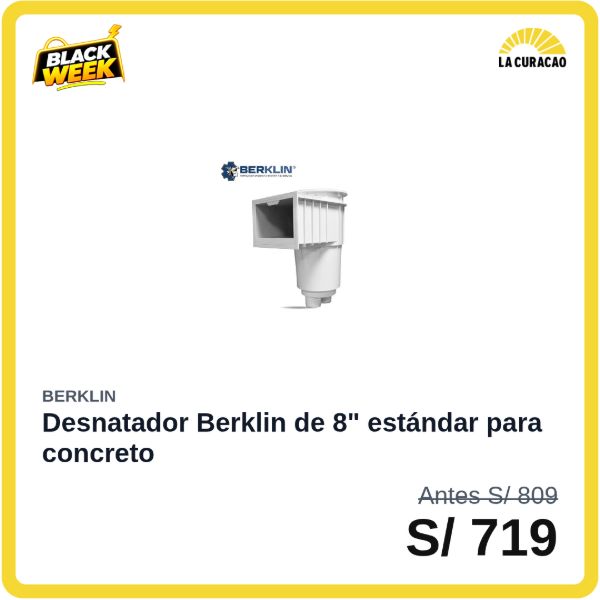 BLACK
WEEK
LA CURACAO
BERKLIN®
BERKLIN
Desnatador Berklin de 8" estándar para
concreto
Antes S/ 809
S/ 719